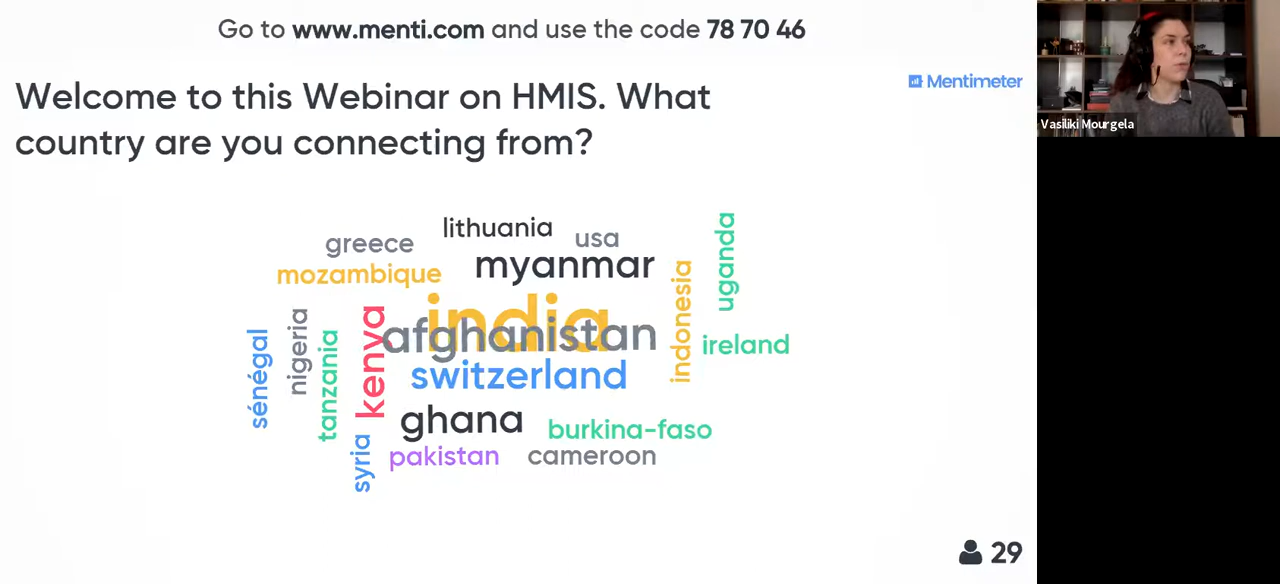 Go to www.menti.com and use the code 78 70 46
Mentimeter
Welcome to this Webinar on HMIS. What
country are you connecting from?
Vasiliki Mourgela
lithuania
greece
usa
mozambique
myanmar
uganda
india
indonesia
afghanistan
kenya
nigeria
sénégal
tanzania
ireland
switzerland
ghana
burkina-faso
syria
pakistan
cameroon
29